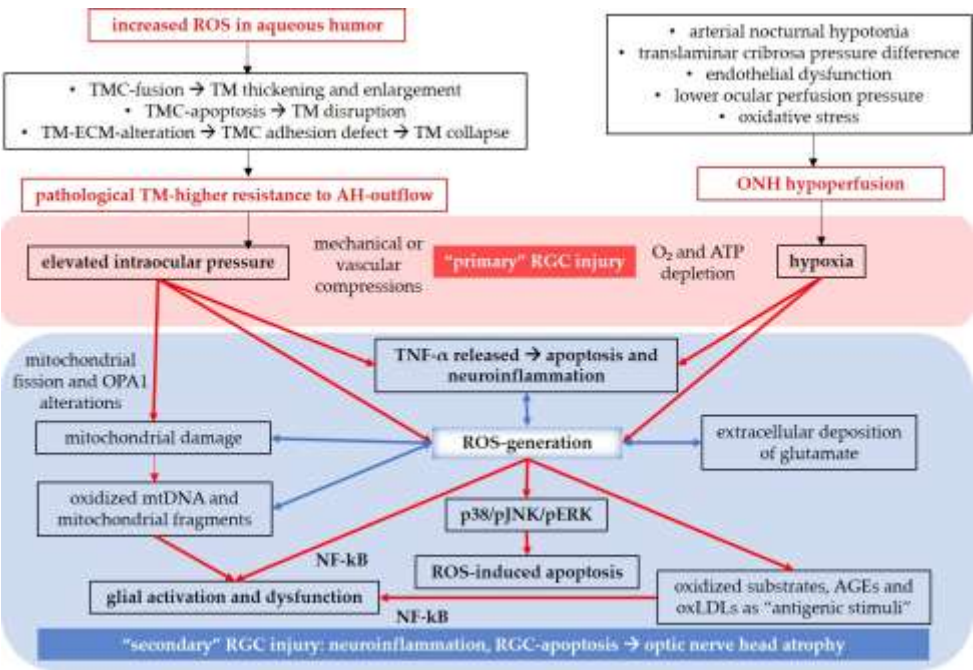 increased ROS in aqueous humor
• TMC-fusion → TM thickening and enlargement
• TMC-apoptosis → TM disruption
• TM-ECM-alteration → TMC adhesion defect → TM collapse
pathological TM-higher resistance to AH-outflow
• arterial nocturnal hypotonia
• translaminar cribrosa pressure difference
• endothelial dysfunction
• lower ocular perfusion pressure
• oxidative stress
ONH hypoperfusion
elevated intraocular pressure
mechanical or
vascular
compressions
"primary" RGC injury
O₂ and ATP
depletion
hypoxia
mitochondrial
fission and OPA1
alterations
TNF-α released → apoptosis and
neuroinflammation
mitochondrial damage
ROS-generation
extracellular deposition
of glutamate
oxidized mtDNA and
mitochondrial fragments
p38/pJNK/pERK
NF-kB
ROS-induced apoptosis
glial activation and dysfunction
NF-kB
oxidized substrates, AGEs and
oxLDLs as "antigenic stimuli"
"secondary" RGC injury: neuroinflammation, RGC-apoptosis → optic nerve head atrophy